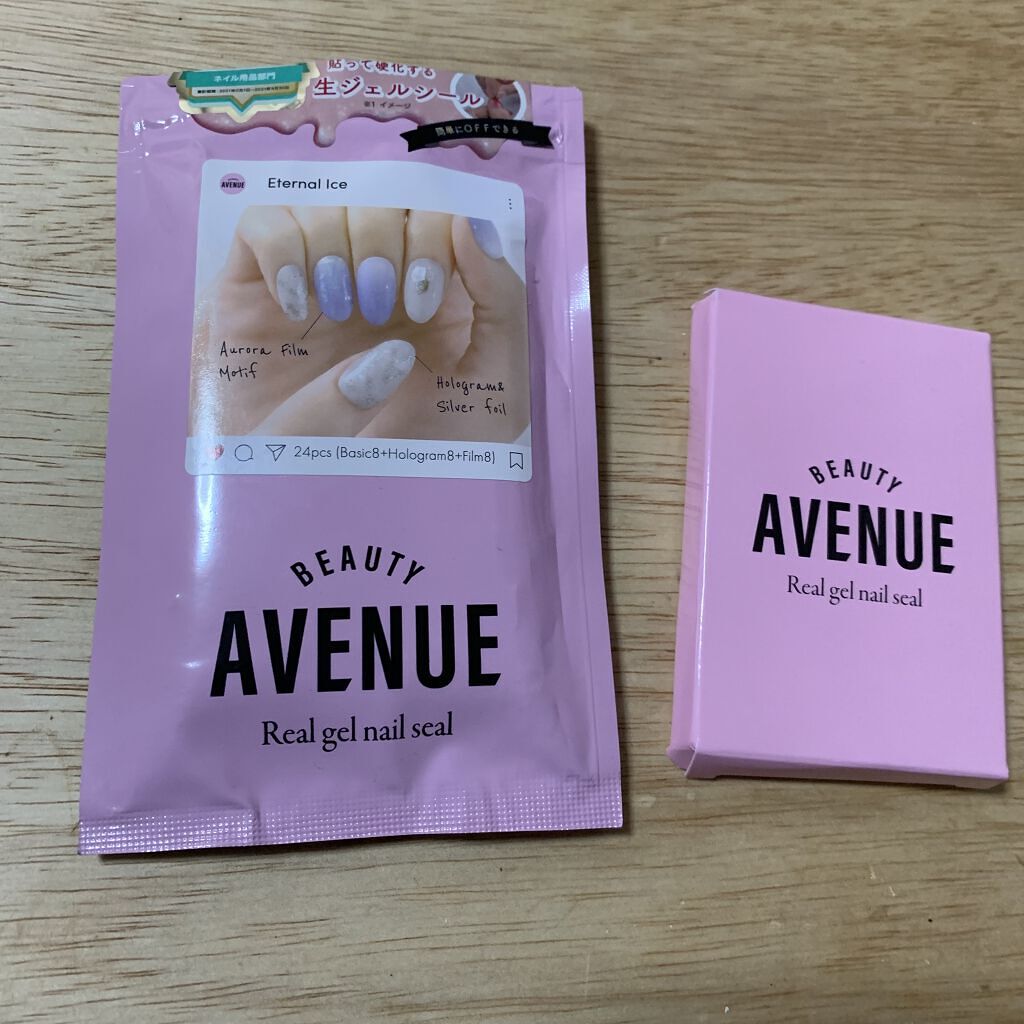 ネイル用品部門
貼って硬化する
生ジェルシール
※1 イメージ
簡単にOFFできる
AVENUE
Eternal Ice
Aurora Film
Motif
Hologram&
Silver foil
24pcs (Basic8+Hologram8+Film8)
BEAUTY
AVENUE
Real gel nail seal
BEAUTY
AVENUE
Real gel nail seal